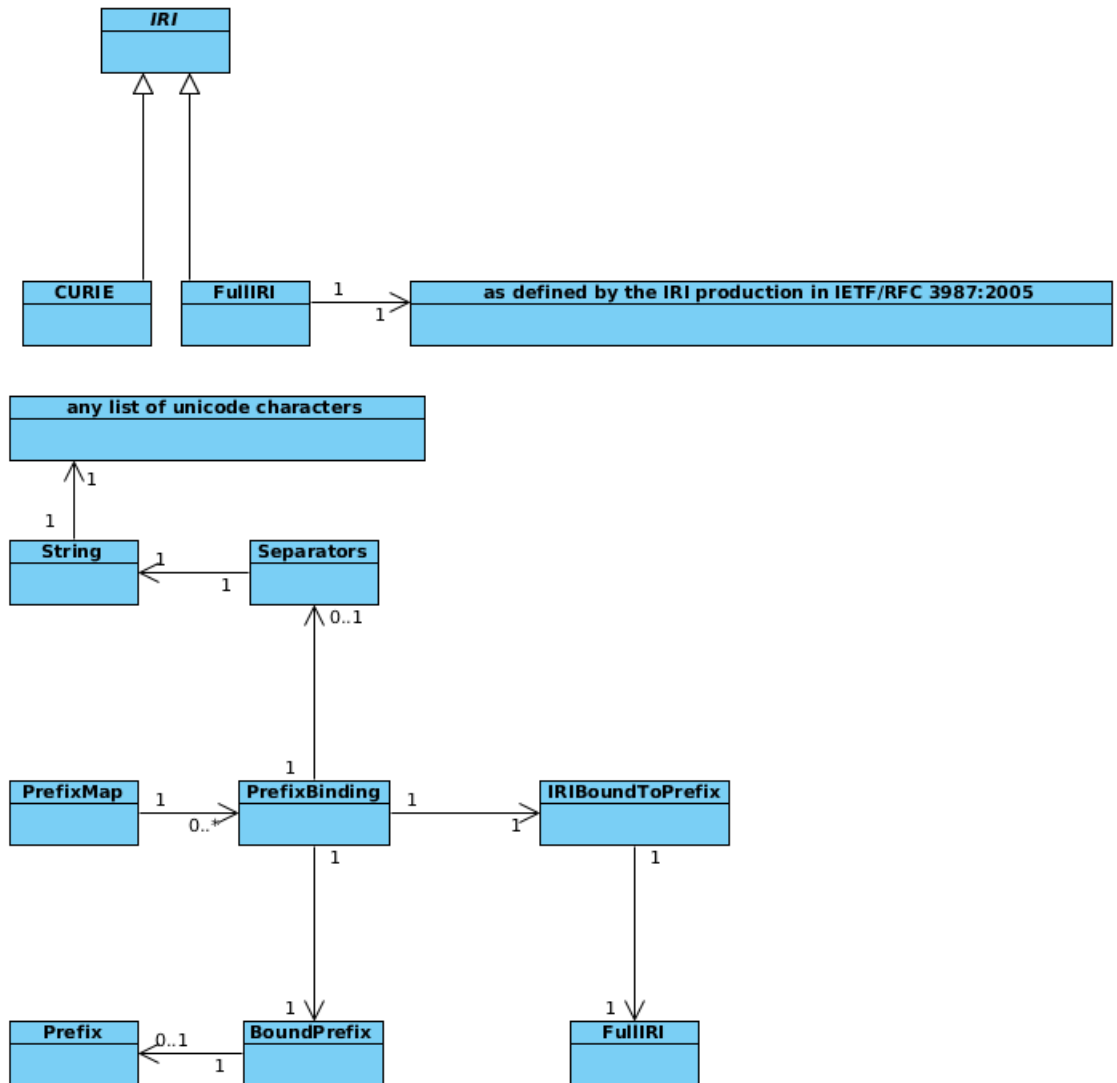 IRI
CURIE
FullIRI
1
1
as defined by the IRI production in IETF/RFC 3987:2005
any list of unicode characters
1
1
String
1
1
Separators
0..1
1
PrefixMap
1
0..*
PrefixBinding
1
1
IRIBoundToPrefix
1
1
1
1
Prefix
0..1
1
BoundPrefix
FullIRI